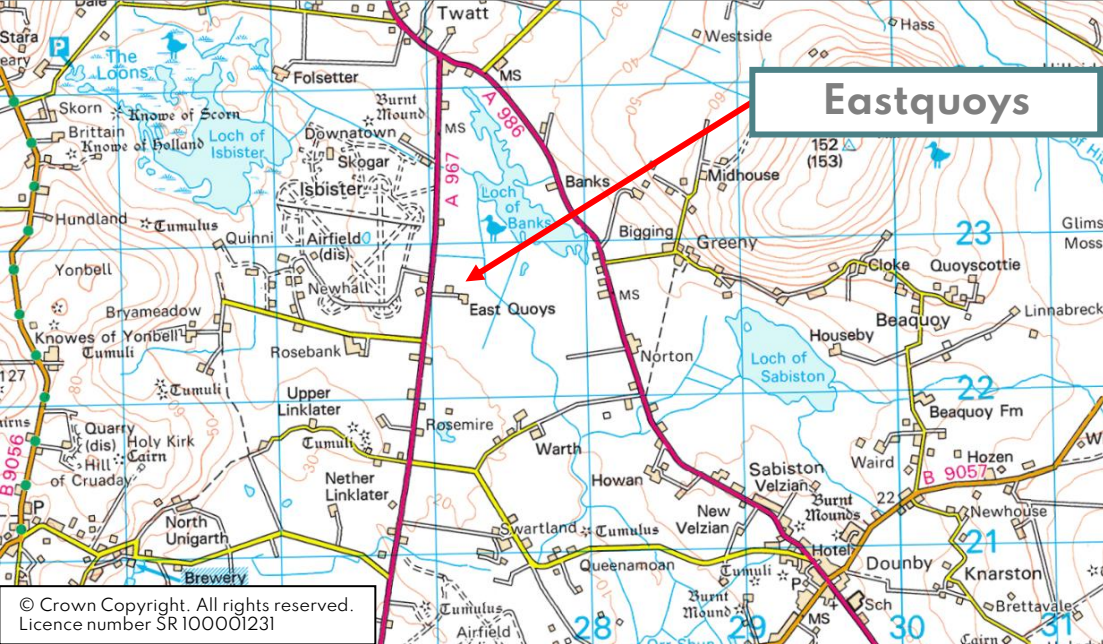 Dale
Twatt
Hass
Westside
Stara
P
The
Loons
MS
Folsetter
Eastquoys
Burnt
Mound
A 986
Skorn
Knowe of Scorn
MS
Brittain
Knowe of Holland
Loch of
Isbister
Downatown
Skogar
152
(153)
Isbister
A 967
Banks
Midhouse
Loch
of
Banks
Hundland
Tumulus
Quinni
Airfield
(dis)
Bigging
Greeny
23
Glims
Moss
Yonbell
Newhall
Cloke
Quoyscottie
MS
East Quoys
Bryameadow
Linnabreck
Knowes of Yonbell
Tumuli
Beaquoy
Houseby
Rosebank
Norton
Loch of
Sabiston
127
80
Tumuli
22
Upper
Linklater
Beaquoy Fm
Rosemire
Quarry
(dis)
Holy Kirk
Cairn
Tumuli
50
Hill
of Cruaday
Warth
Waird
Hozen
B 9057
B 9056
Sabiston
Velzian
30
Nether
Linklater
Howan
Burnt
Mounds
22
P
New
Velzian
Newhouse
North
Unigarth
20
Swartland
Tumulus
21
Hotel
Queenamoan
Dounby
Knarston
Brewery
Tumuli
P
© Crown Copyright. All rights reserved.
Licence number SR 100001231
Burnt
Mound
Sch
Brettavale
Tumulus
MS
Airfield
28
29
30
31
Cairn